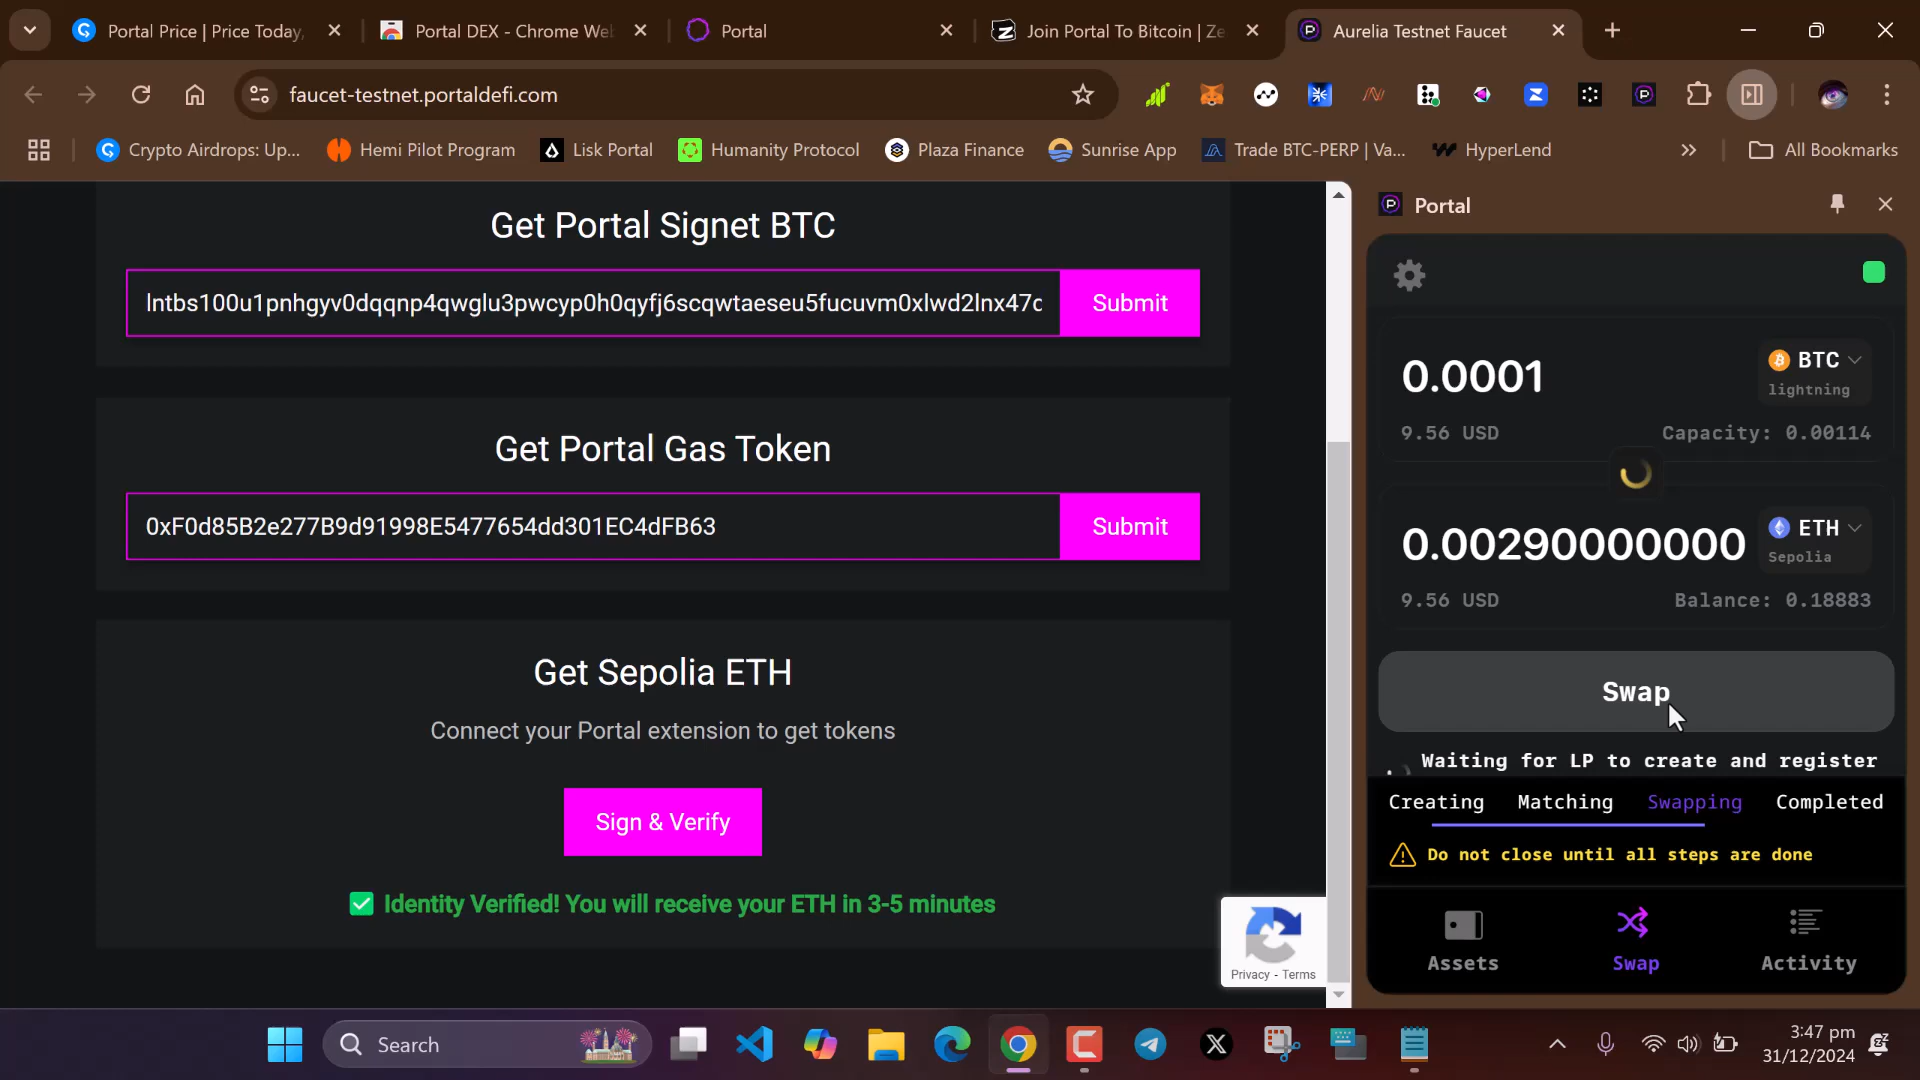 Portal Price | Price Today,
Portal DEX - Chrome We
Portal
Join Portal To Bitcoin | Ze
Aurelia Testnet Faucet
faucet-testnet.portaldefi.com
Crypto Airdrops: Up...
Hemi Pilot Program
Lisk Portal
Humanity Protocol
Plaza Finance
Sunrise App
Trade BTC-PERP | Va...
HyperLend
All Bookmarks
Get Portal Signet BTC
lntbs100u1pnhgyv0dqqnp4qwglu3pwcyp0h0qyfj6scqwtaeseu5fucuvm0xlwd2lnx47c
Submit
Get Portal Gas Token
0xF0d85B2e277B9d91998E5477654dd301EC4dFB63
Submit
Get Sepolia ETH
Connect your Portal extension to get tokens
Sign & Verify
Identity Verified! You will receive your ETH in 3-5 minutes
Privacy - Terms
Portal
0.0001
BTC
lightning
9.56 USD
Capacity: 0.00114
0.00290000000
ETH
Sepolia
9.56 USD
Balance: 0.18883
Swap
Waiting for LP to create and register
Creating
Matching
Swapping
Completed
Do not close until all steps are done
Assets
Swap
Activity
Search
3:47 pm
31/12/2024